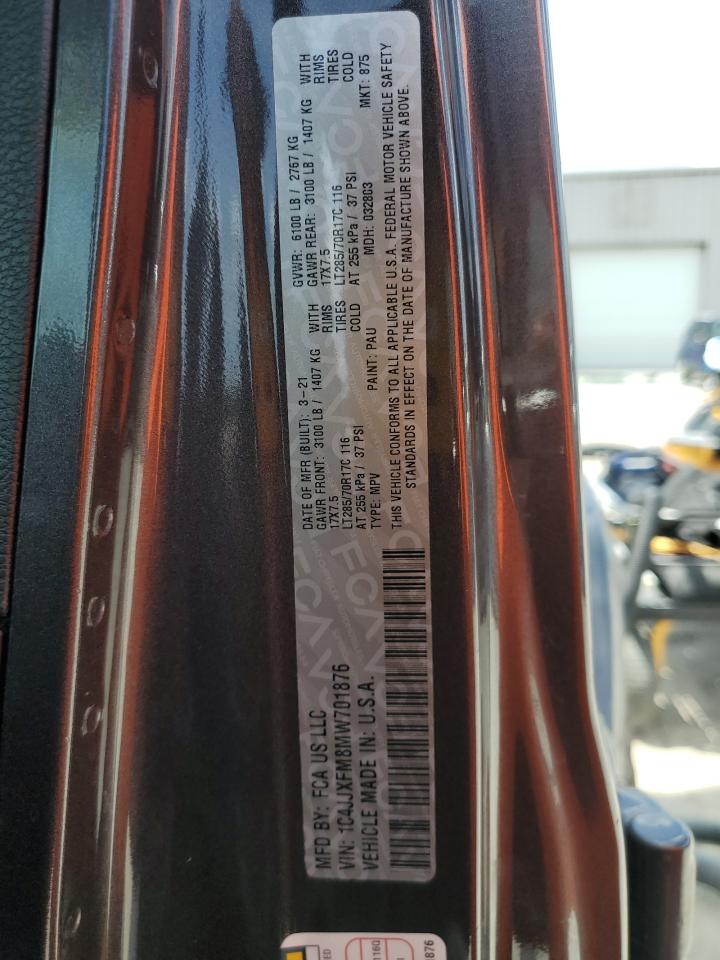 MFD BY: FCA US LLC
VIN: 1C4JJXFM8MW701876
VEHICLE MADE IN: U.S.A.
DATE OF MFR (BUILT): 3-21 GVWR: 6100 LB / 2767 KG
GAWR FRONT: 3100 LB / 1407 KG WITH GAWR REAR: 3100 LB / 1407 KG WITH
17X7.5 RIMS 17X7.5 RIMS
LT285/70R17C 116 TIRES LT285/70R17C 116 TIRES
AT 255 kPa / 37 PSI COLD AT 255 kPa / 37 PSI COLD
TYPE: MPV PAINT: PAU MDH: 032803 MKT: 875
THIS VEHICLE CONFORMS TO ALL APPLICABLE U.S.A. FEDERAL MOTOR VEHICLE SAFETY
STANDARDS IN EFFECT ON THE DATE OF MANUFACTURE SHOWN ABOVE.